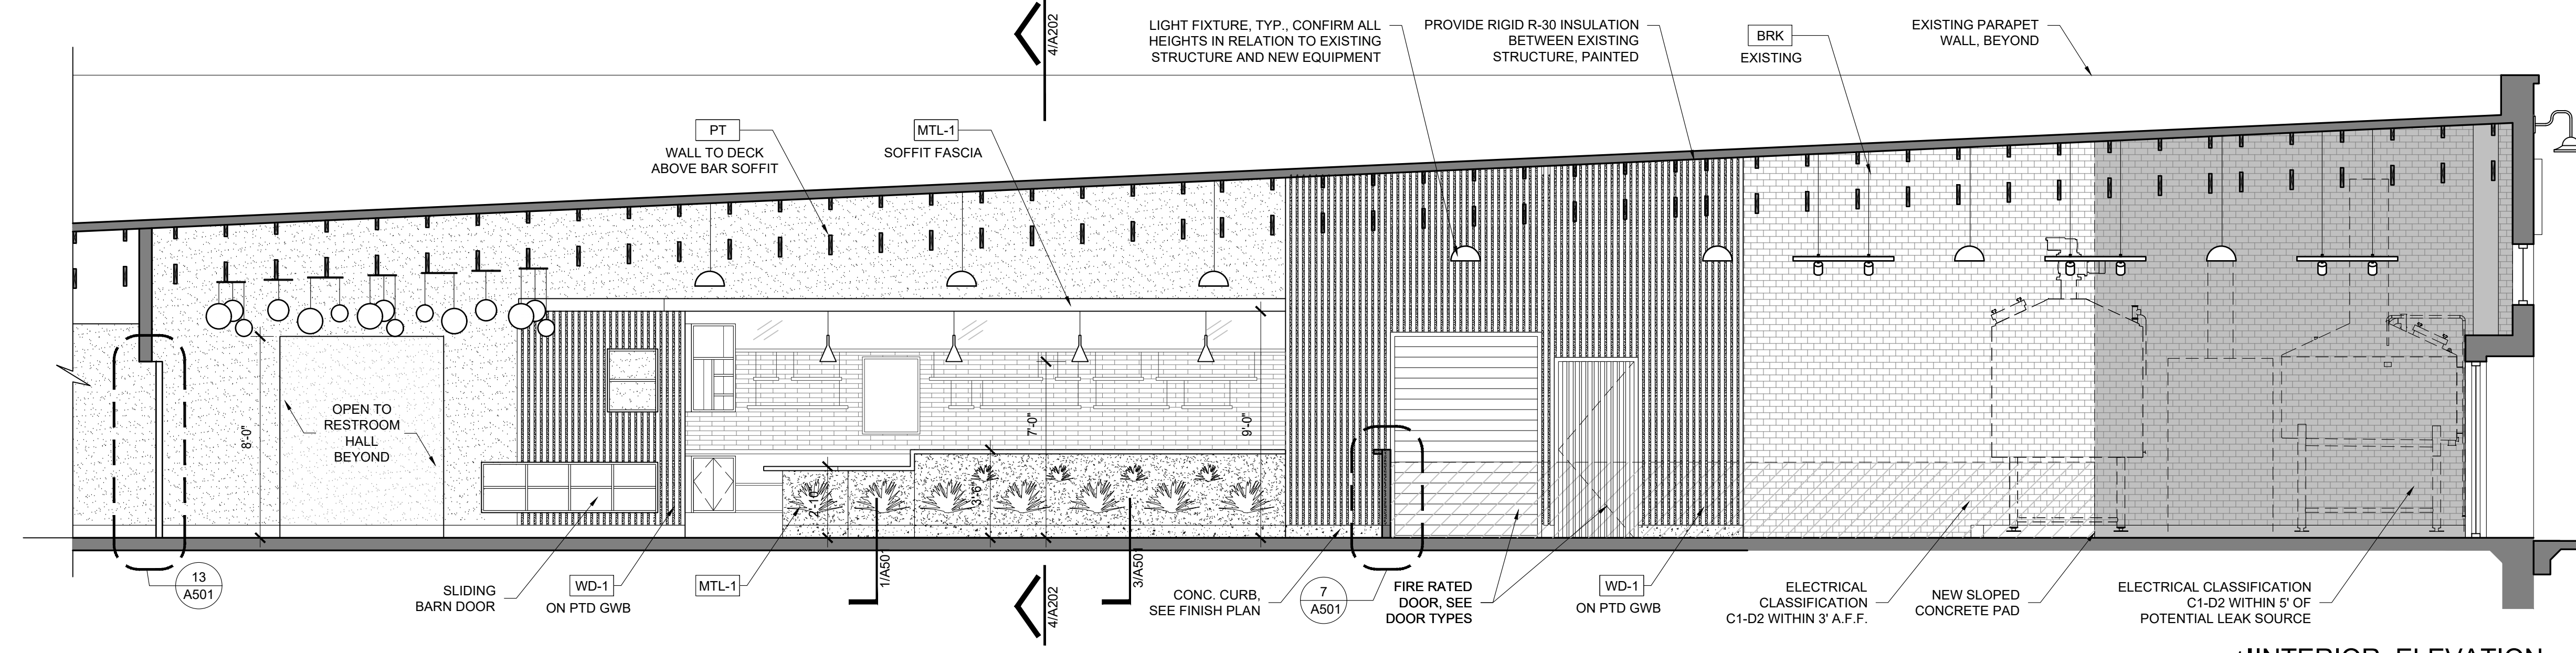 4/A202
LIGHT FIXTURE, TYP., CONFIRM ALL
HEIGHTS IN RELATION TO EXISTING
STRUCTURE AND NEW EQUIPMENT
PROVIDE RIGID R-30 INSULATION
BETWEEN EXISTING
STRUCTURE, PAINTED
BRK
EXISTING
EXISTING PARAPET
WALL, BEYOND
PT
WALL TO DECK
ABOVE BAR SOFFIT
MTL-1
SOFFIT FASCIA
8'-0"
OPEN TO
RESTROOM
HALL
BEYOND
7'-0"
9'-0"
3'-6"
13
A501
SLIDING
BARN DOOR
WD-1
ON PTD GWB
MTL-1
1/A501
4/A202
3/A501
CONC. CURB,
SEE FINISH PLAN
7
A501
FIRE RATED
DOOR, SEE
DOOR TYPES
WD-1
ON PTD GWB
ELECTRICAL
CLASSIFICATION
C1-D2 WITHIN 3' A.F.F.
NEW SLOPED
CONCRETE PAD
ELECTRICAL CLASSIFICATION
C1-D2 WITHIN 5' OF
POTENTIAL LEAK SOURCE
INTERIOR ELEVATION